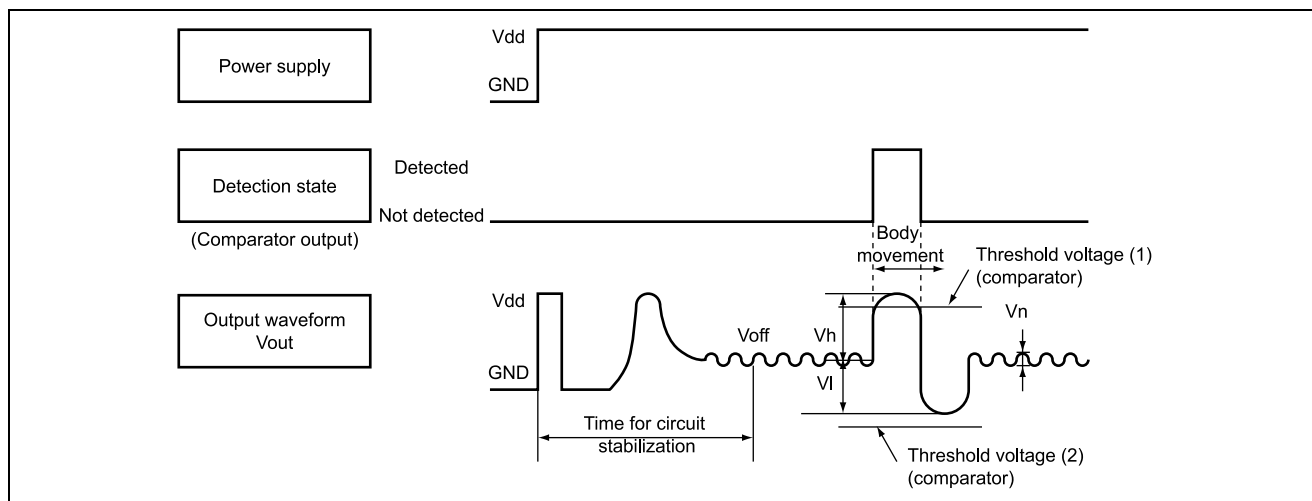 Power supply
Vdd
GND
Detection state
(Comparator output)
Detected
Not detected
Body
movement
Threshold voltage (1)
(comparator)
Output waveform
Vout
Vdd
GND
Voff
Vh
Vl
Vn
Time for circuit
stabilization
Threshold voltage (2)
(comparator)